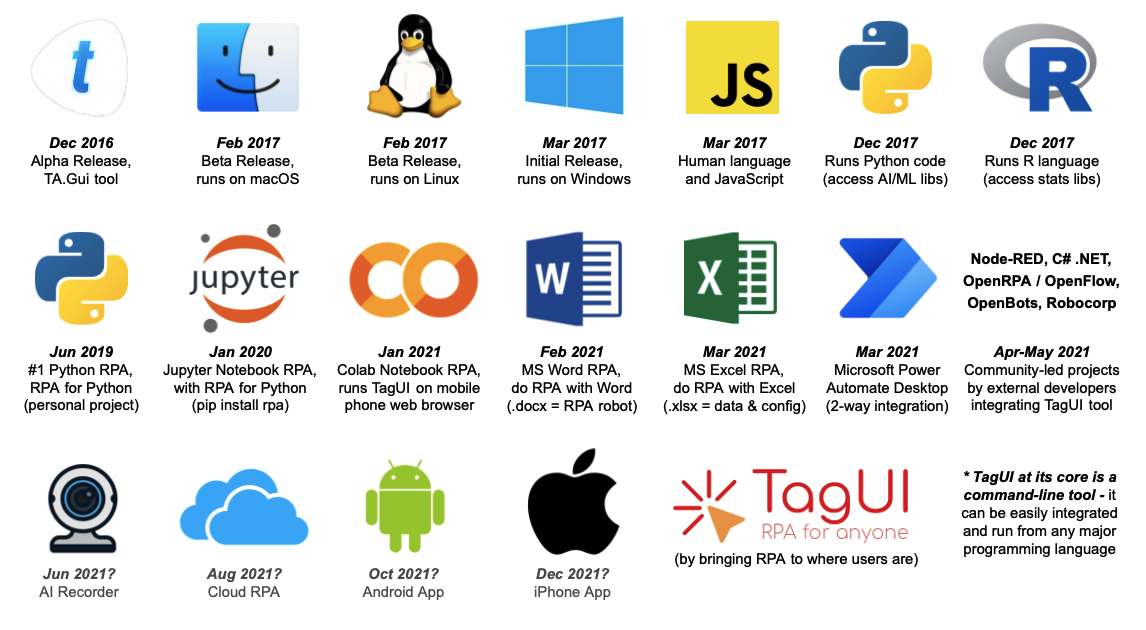 t
JS
R
Dec 2016
Alpha Release,
TA.Gui tool
Feb 2017
Beta Release,
runs on macOS
Feb 2017
Beta Release,
runs on Linux
Mar 2017
Initial Release,
runs on Windows
Mar 2017
Human language
and JavaScript
Dec 2017
Runs Python code
(access AI/ML libs)
Dec 2017
Runs R language
(access stats libs)
jupyter
W
X
Node-RED, C# .NET,
OpenRPA / OpenFlow,
OpenBots, Robocorp
Jun 2019
#1 Python RPA,
RPA for Python
(personal project)
Jan 2020
Jupyter Notebook RPA,
with RPA for Python
(pip install rpa)
Jan 2021
Colab Notebook RPA,
runs TagUI on mobile
phone web browser
Feb 2021
MS Word RPA,
do RPA with Word
(.docx = RPA robot)
Mar 2021
MS Excel RPA,
do RPA with Excel
(.xlsx = data & config)
Mar 2021
Microsoft Power
Automate Desktop
(2-way integration)
Apr-May 2021
Community-led projects
by external developers
integrating TagUI tool
Jun 2021?
AI Recorder
Aug 2021?
Cloud RPA
Oct 2021?
Android App
Dec 2021?
iPhone App
TagUI
RPA for anyone
(by bringing RPA to where users are)
* TagUI at its core is a
command-line tool - it
can be easily integrated
and run from any major
programming language